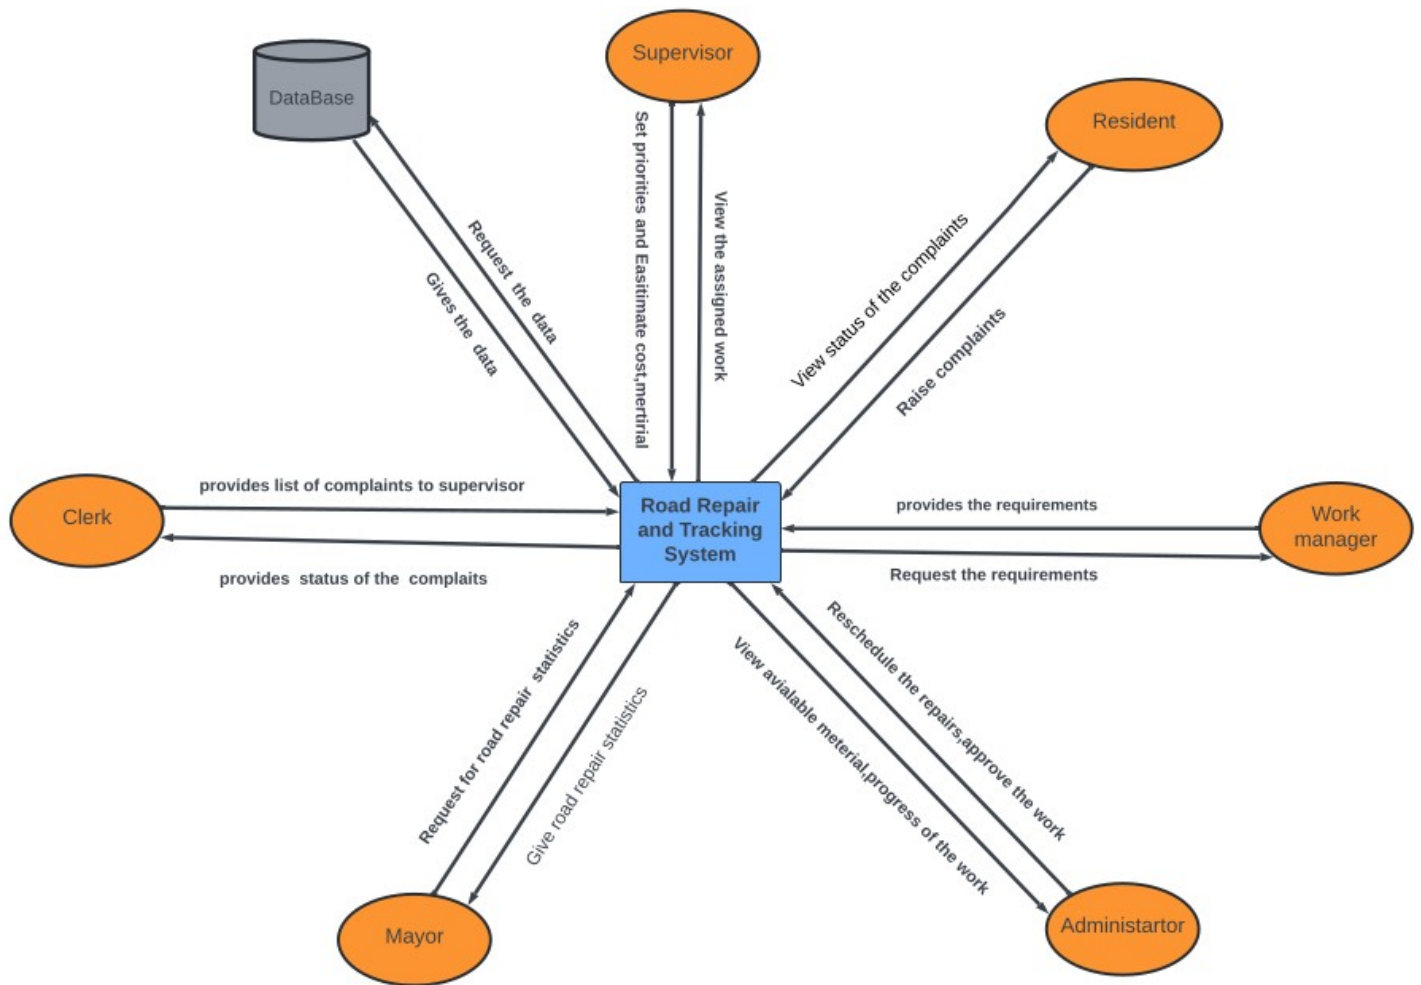 Supervisor
DataBase
Resident
Set priorities and Easitimate cost,mertirial
View the assigned work
Request the data
Gives the data
View status of the complaints
Raise complaints
provides list of complaints to supervisor
Clerk
provides status of the complaits
Road Repair
and Tracking
System
provides the requirements
Work
manager
Request the requirements
Request for road repair statistics
Give road repair statistics
View avialable meterial,progress of the work
Reschedule the repairs,approve the work
Mayor
Administartor